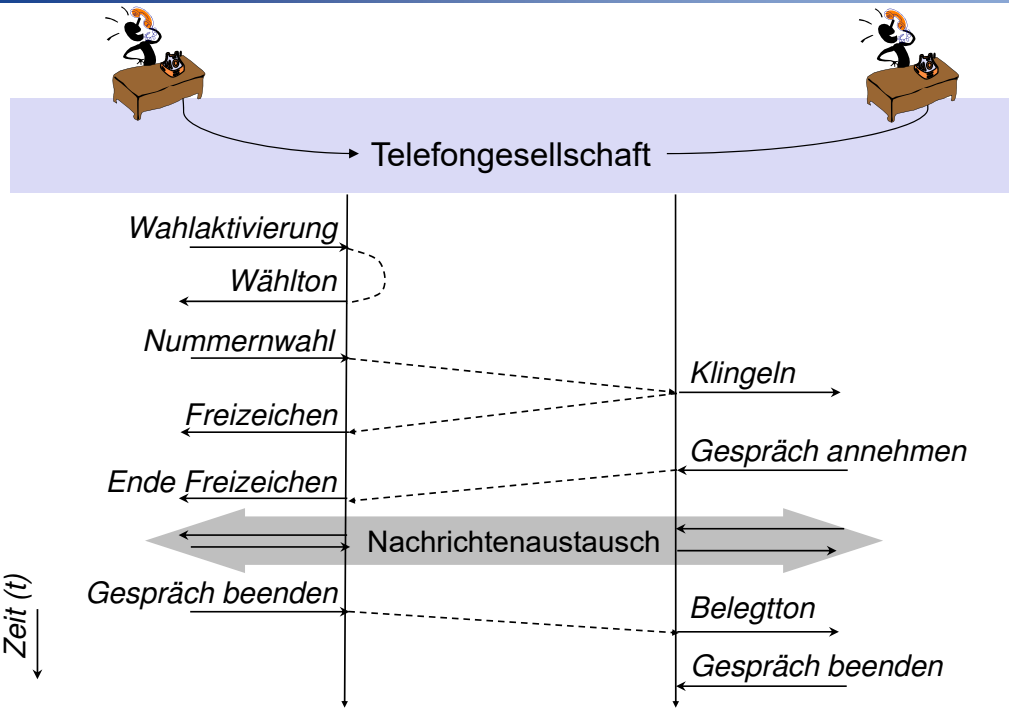 Telefongesellschaft
Wahlaktivierung
Wählton
Nummernwahl
Klingeln
Freizeichen
Gespräch annehmen
Ende Freizeichen
Nachrichtenaustausch
Gespräch beenden
Belegtton
Zeit (t)
Gespräch beenden